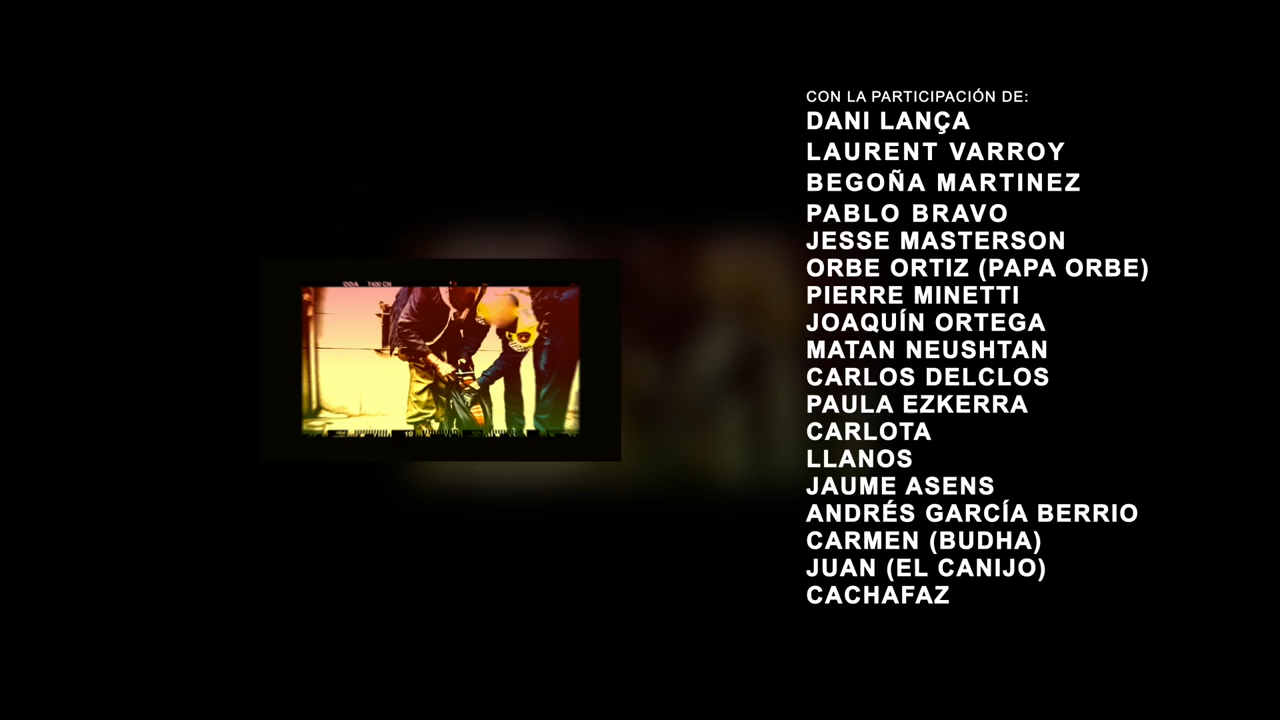 CON LA PARTICIPACIÓN DE:
DANI LANÇA
LAURENT VARROY
BEGOÑA MARTINEZ
PABLO BRAVO
JESSE MASTERSON
ORBE ORTIZ (PAPA ORBE)
PIERRE MINETTI
JOAQUÍN ORTEGA
MATAN NEUSHTAN
CARLOS DELCLOS
PAULA EZKERRA
CARLOTA
LLANOS
JAUME ASENS
ANDRÉS GARCÍA BERRIO
CARMEN (BUDHA)
JUAN (EL CANIJO)
CACHAFAZ